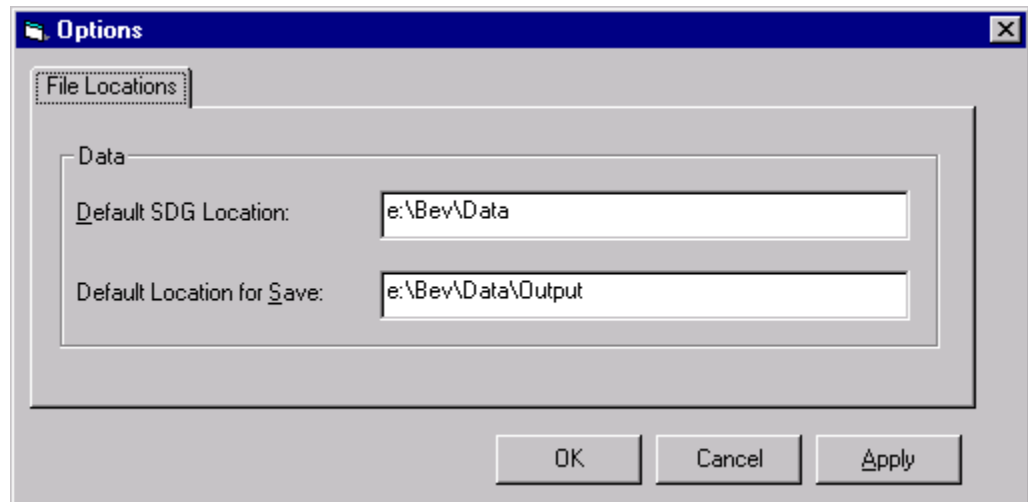 Options
File Locations
Data
Default SDG Location: e:\Bev\Data
Default Location for Save: e:\Bev\Data\Output
OK Cancel Apply